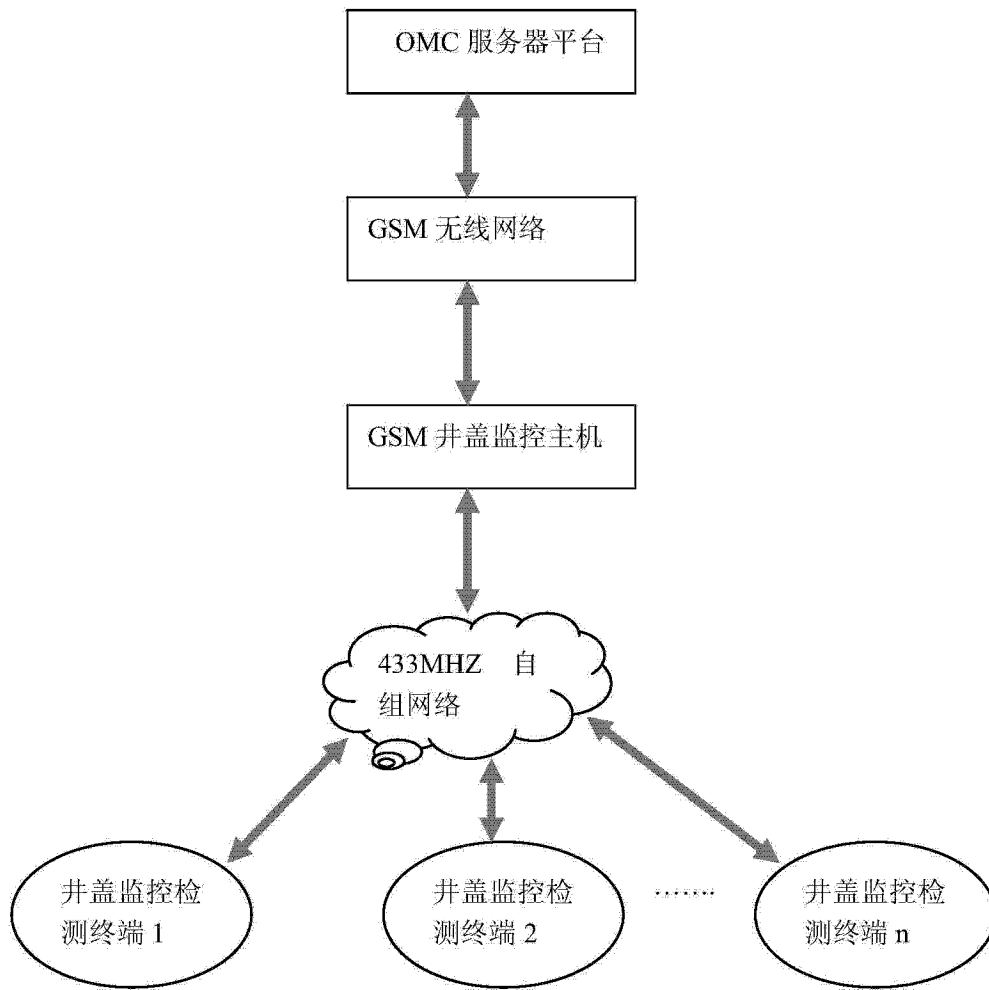 OMC 服务器平台
GSM 无线网络
GSM 井盖监控主机
433MHZ 自
组网络
井盖监控检
测终端 1
井盖监控检
测终端 2
.......
井盖监控检
测终端 n